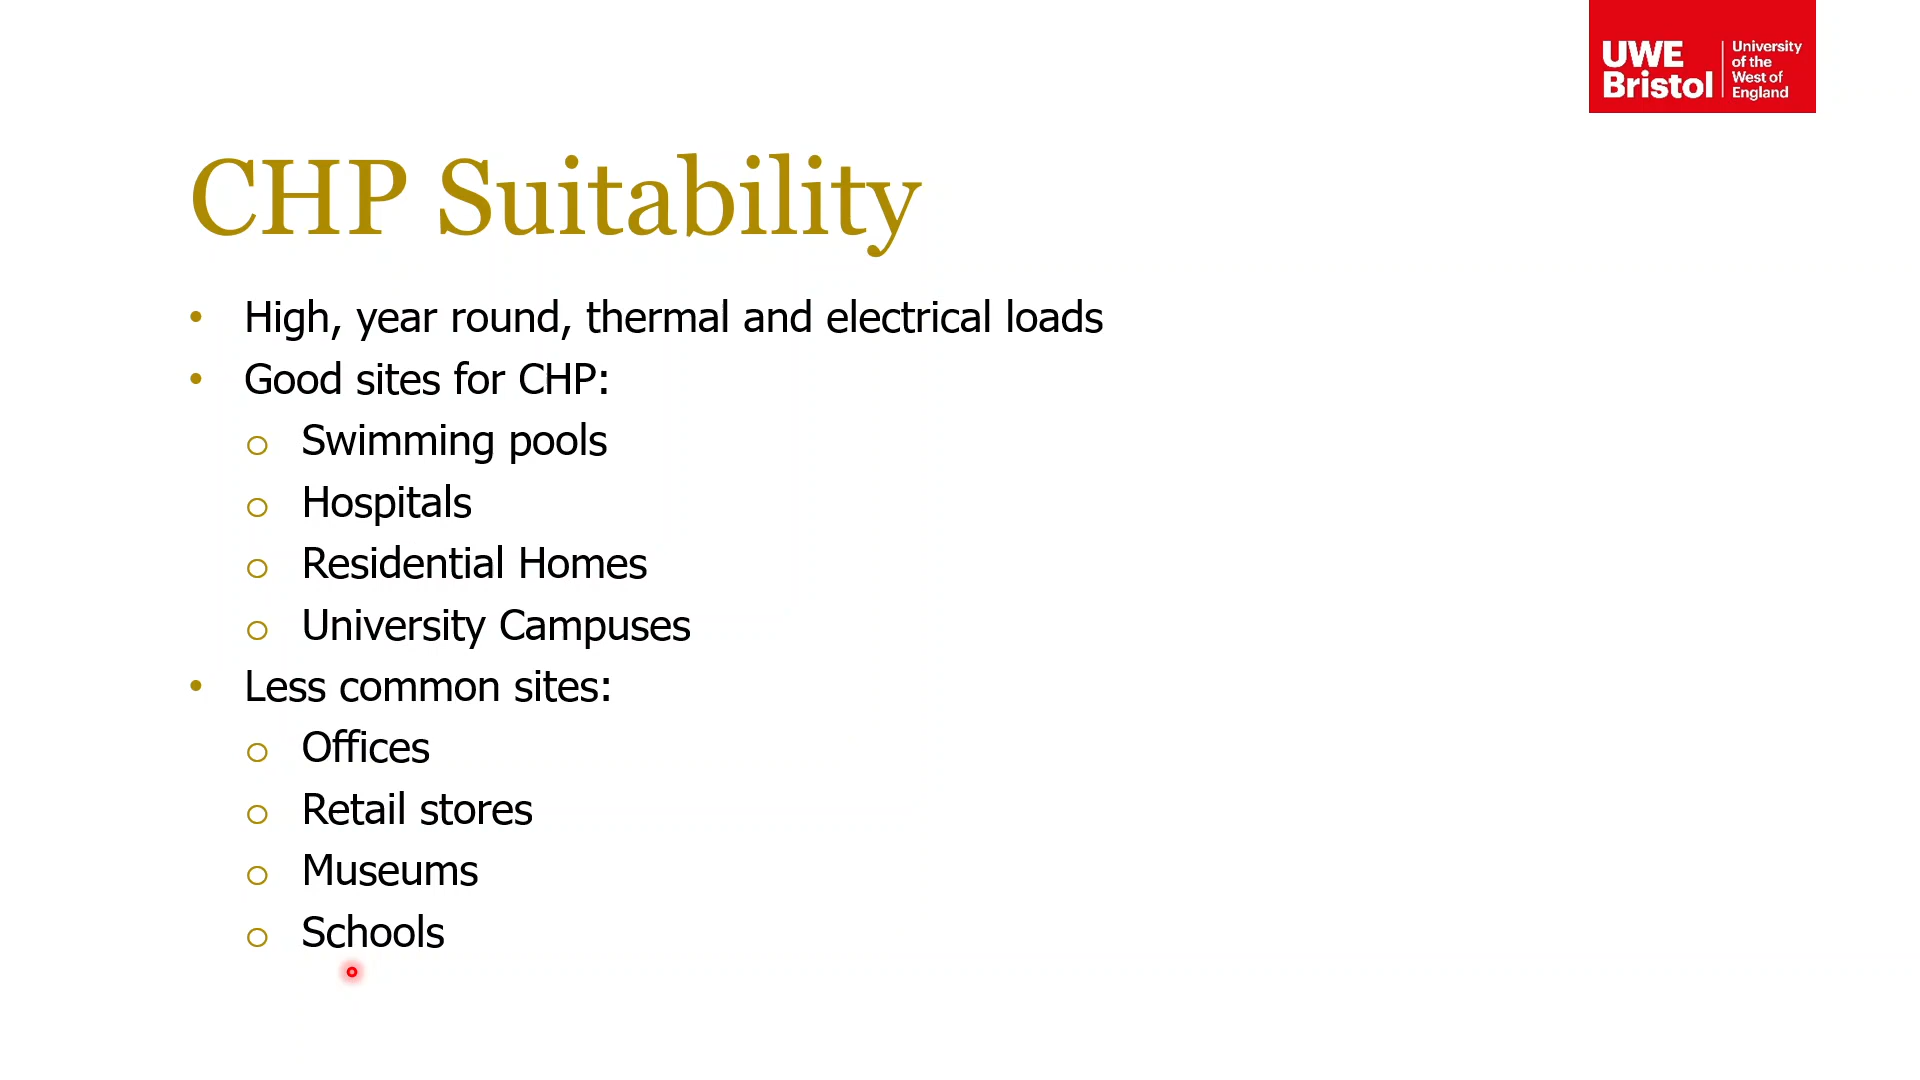 UWE
Bristol
University
of the
West of
England
CHP Suitability
• High, year round, thermal and electrical loads
• Good sites for CHP:
o Swimming pools
o Hospitals
o Residential Homes
o University Campuses
• Less common sites:
o Offices
o Retail stores
o Museums
o Schools